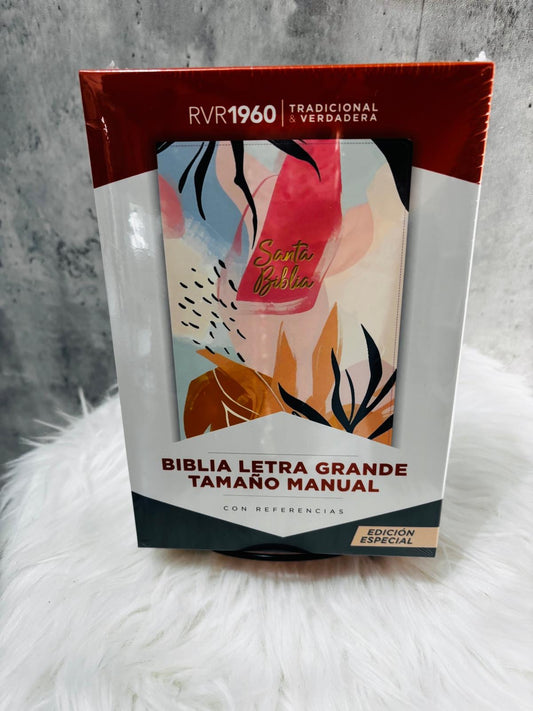 RVR1960
TRADICIONAL
& VERDADERA
Santa
Biblia
BIBLIA LETRA GRANDE
TAMAÑO MANUAL
CON REFERENCIAS
EDICIÓN
ESPECIAL